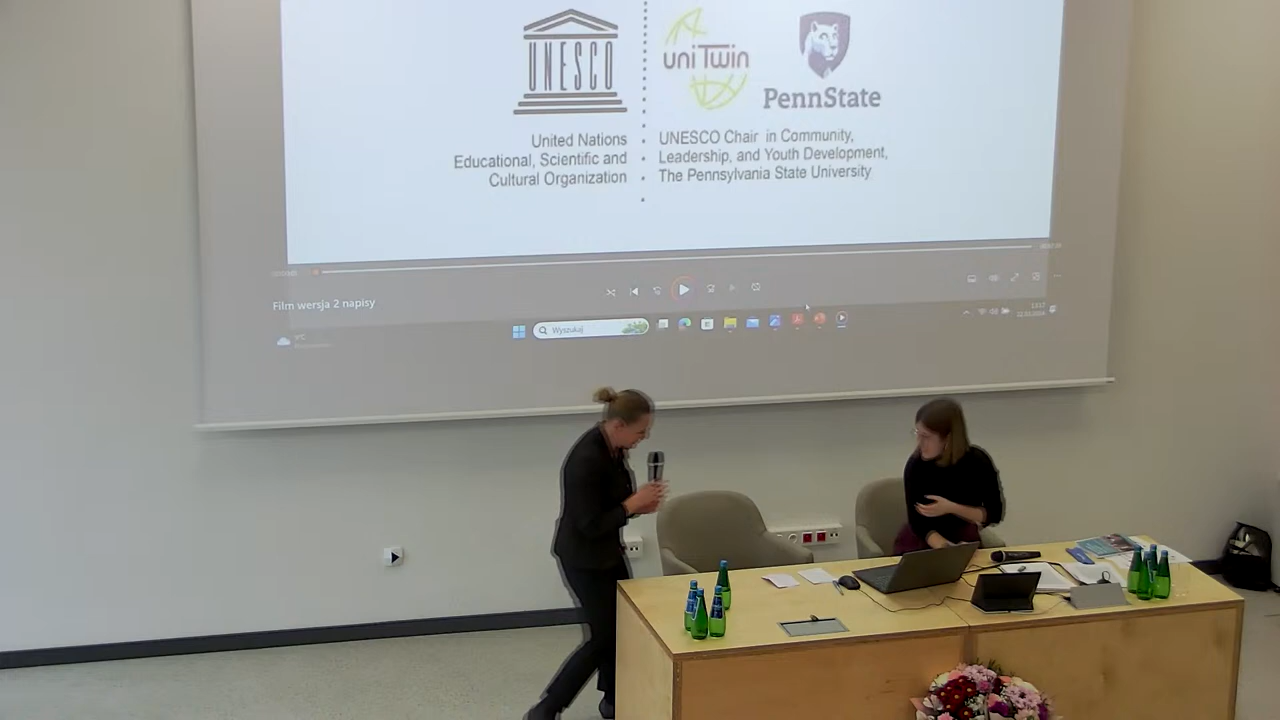 UNESCO
United Nations
Educational, Scientific and
Cultural Organization
uniTwin
PennState
UNESCO Chair in Community,
Leadership, and Youth Development,
The Pennsylvania State University
Film wersja 2 napisy
Wyszukaj